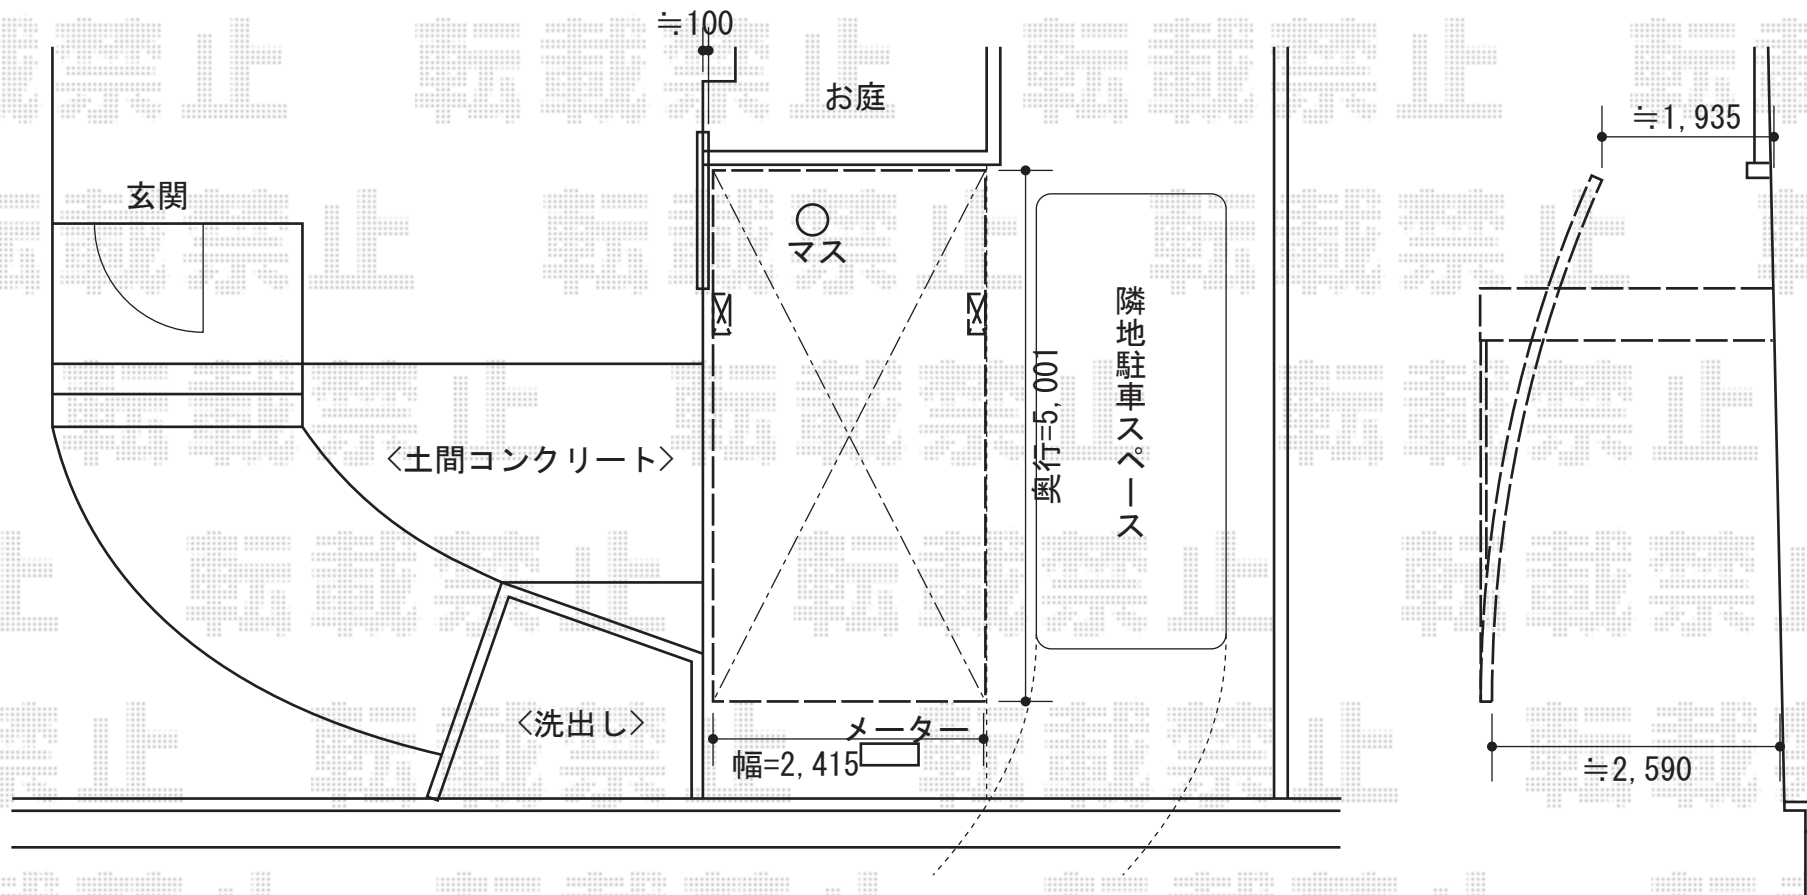 ≒100
お庭
≒1,935
玄関
マス
隣地駐車スペース
奥行=5,001
<土間コンクリート>
<洗出し>
メーター
幅=2,415
≒2,590
転載禁止